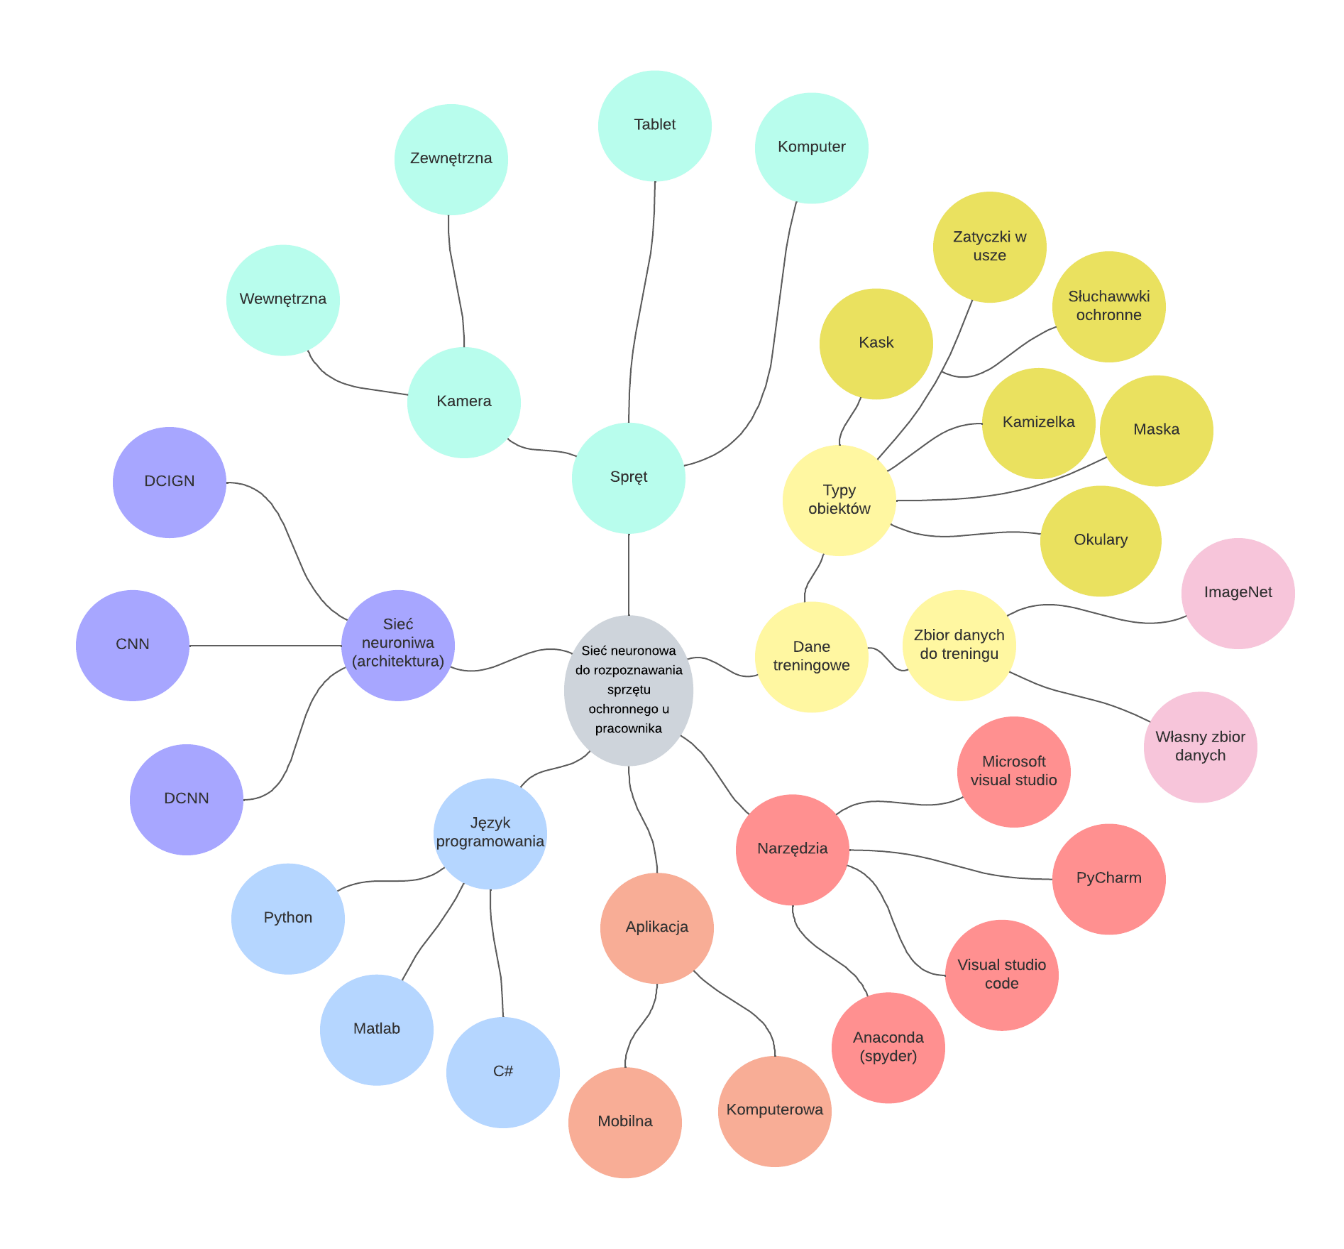 Tablet
Komputer
Zewnętrzna
Zatyczki w
usze
Wewnętrzna
Słuchawwki
ochronne
Kask
Kamera
Kamizelka
Maska
Spręt
DCIGN
Typy
obiektów
Okulary
ImageNet
Sieć
neuroniwa
(architektura)
CNN
Sieć neuronowa
do rozpoznawania
sprzętu
ochronnego u
pracownika
Dane
treningowe
Zbior danych
do treningu
Własny zbior
danych
Microsoft
visual studio
DCNN
Język
programowania
Narzędzia
PyCharm
Python
Aplikacja
Visual studio
code
Matlab
Anaconda
(spyder)
C#
Mobilna
Komputerowa